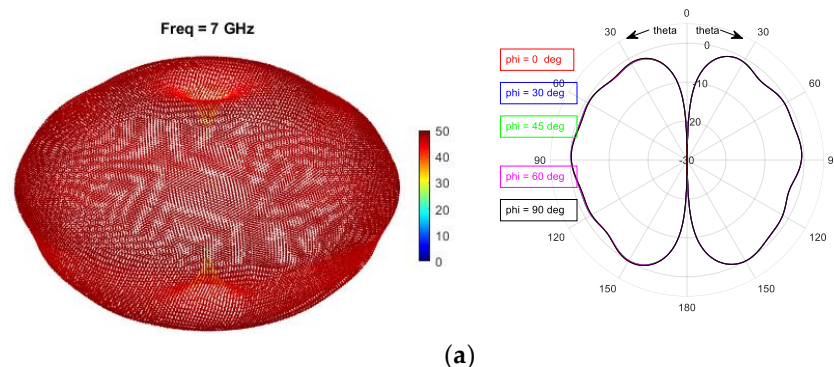 Freq = 7 GHz
50
40
30
20
10
0
0
30
theta
theta
30
0
phi = 0 deg
60
-10
60
phi = 30 deg
20
phi = 45 deg
90
-30
9
phi = 60 deg
phi = 90 deg
120
120
150
150
180
(a)